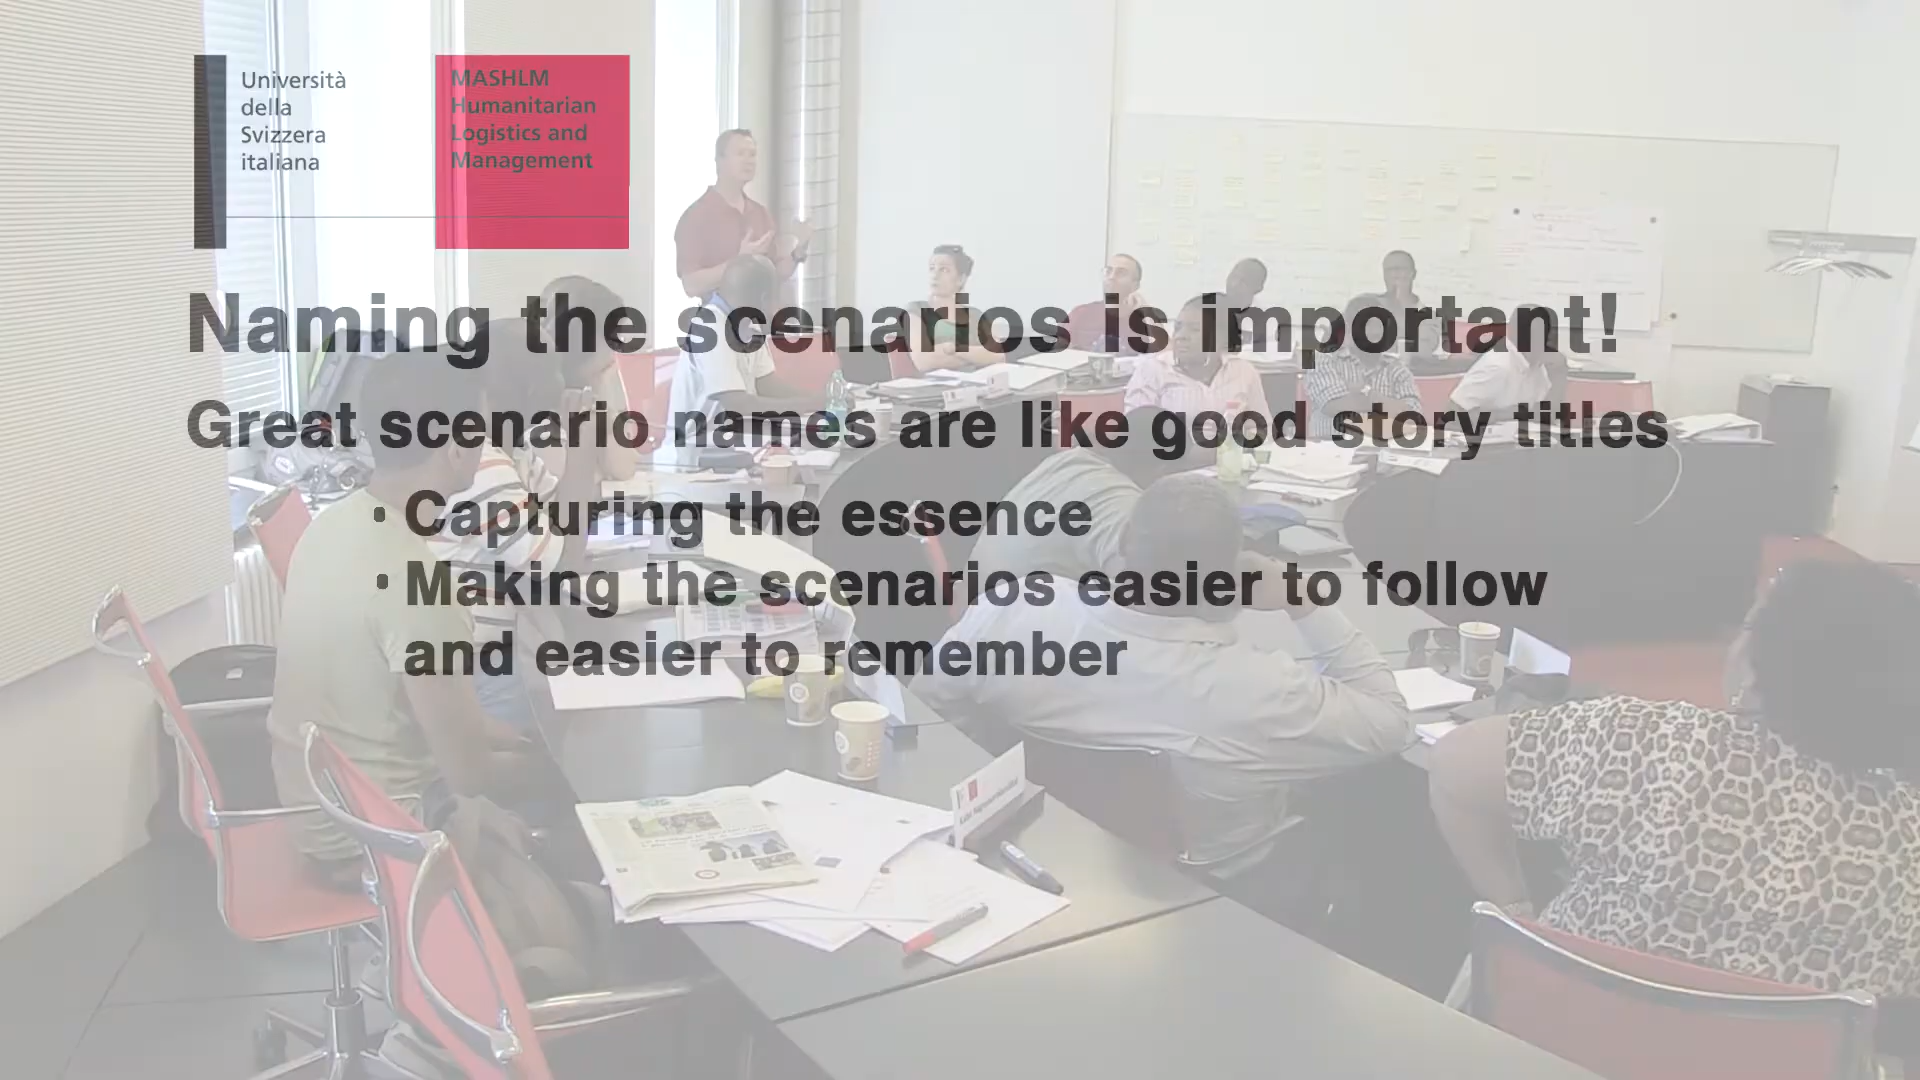 Università
della
Svizzera
italiana
MASHLM
Humanitarian
Logistics and
Management
Naming the scenarios is important!
Great scenario names are like good story titles
· Capturing the essence
· Making the scenarios easier to follow
and easier to remember